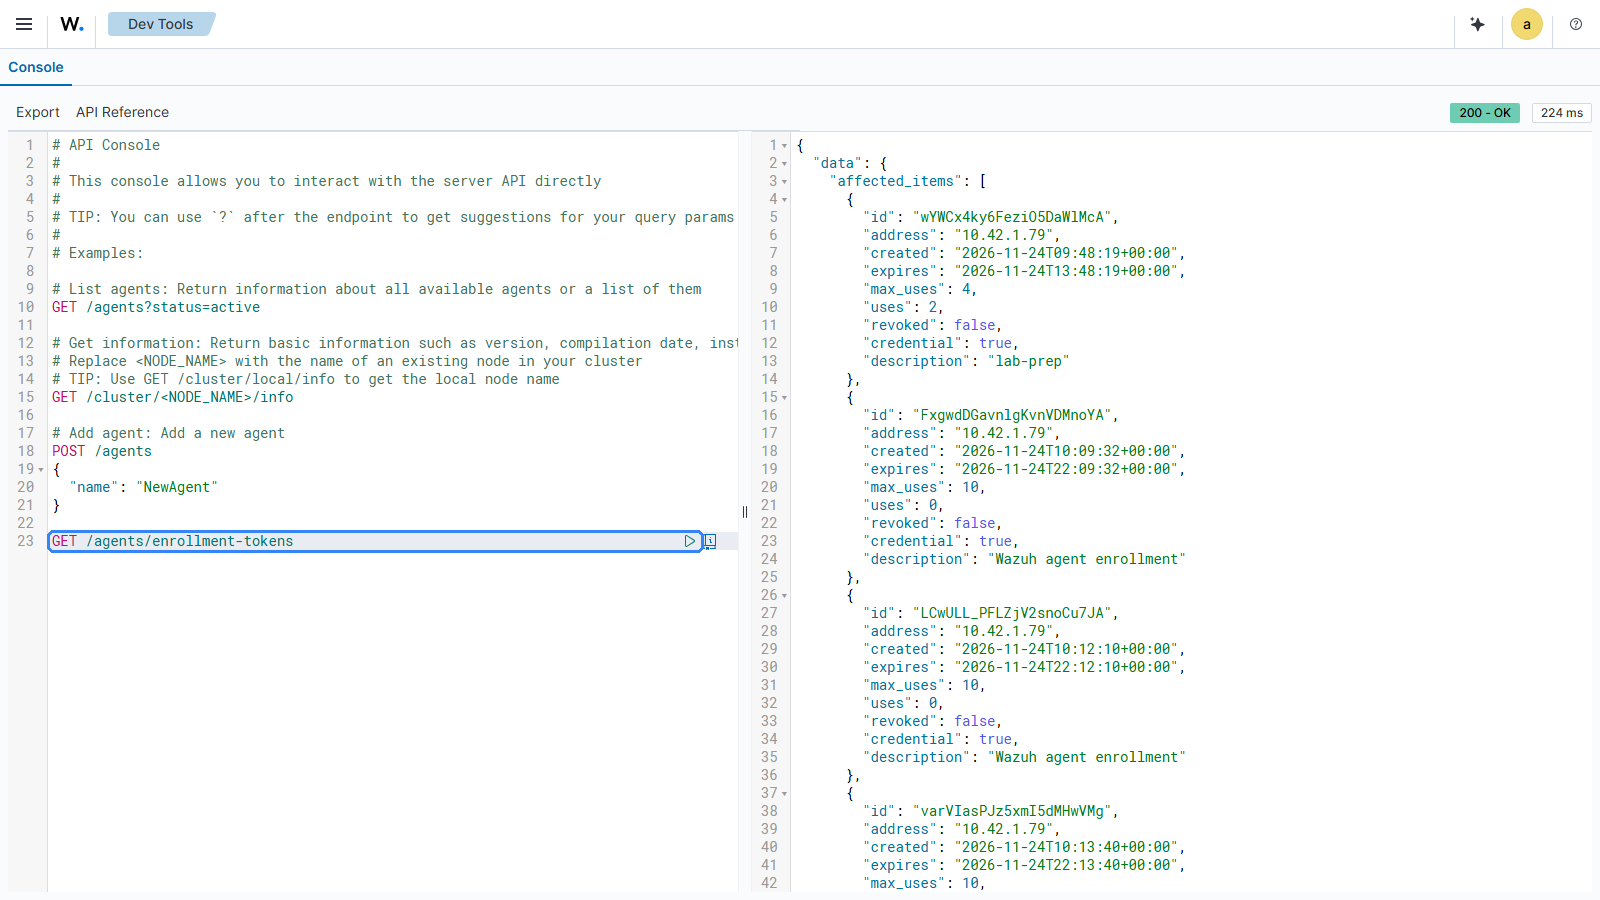 W.
Dev Tools
a
Console
Export API Reference
200 - OK 224 ms
1 # API Console
2 #
3 # This console allows you to interact with the server API directly
4 #
5 # TIP: You can use `?` after the endpoint to get suggestions for your query params
6 #
7 # Examples:
8
9 # List agents: Return information about all available agents or a list of them
10 GET /agents?status=active
11
12 # Get information: Return basic information such as version, compilation date, inst
13 # Replace <NODE_NAME> with the name of an existing node in your cluster
14 # TIP: Use GET /cluster/local/info to get the local node name
15 GET /cluster/<NODE_NAME>/info
16
17 # Add agent: Add a new agent
18 POST /agents
19 {
20 "name": "NewAgent"
21 }
22
23 GET /agents/enrollment-tokens
1 {
2 "data": {
3 "affected_items": [
4 {
5 "id": "wYWCx4ky6FeziO5DaWlMcA",
6 "address": "10.42.1.79",
7 "created": "2026-11-24T09:48:19+00:00",
8 "expires": "2026-11-24T13:48:19+00:00",
9 "max_uses": 4,
10 "uses": 2,
11 "revoked": false,
12 "credential": true,
13 "description": "lab-prep"
14 },
15 {
16 "id": "FxgwdDGavnlgKvnVDMnoYA",
17 "address": "10.42.1.79",
18 "created": "2026-11-24T10:09:32+00:00",
19 "expires": "2026-11-24T22:09:32+00:00",
20 "max_uses": 10,
21 "uses": 0,
22 "revoked": false,
23 "credential": true,
24 "description": "Wazuh agent enrollment"
25 },
26 {
27 "id": "LCwULL_PFLZjV2snoCu7JA",
28 "address": "10.42.1.79",
29 "created": "2026-11-24T10:12:10+00:00",
30 "expires": "2026-11-24T22:12:10+00:00",
31 "max_uses": 10,
32 "uses": 0,
33 "revoked": false,
34 "credential": true,
35 "description": "Wazuh agent enrollment"
36 },
37 {
38 "id": "varVIasPJz5xmI5dMHwVMg",
39 "address": "10.42.1.79",
40 "created": "2026-11-24T10:13:40+00:00",
41 "expires": "2026-11-24T22:13:40+00:00",
42 "max_uses": 10,